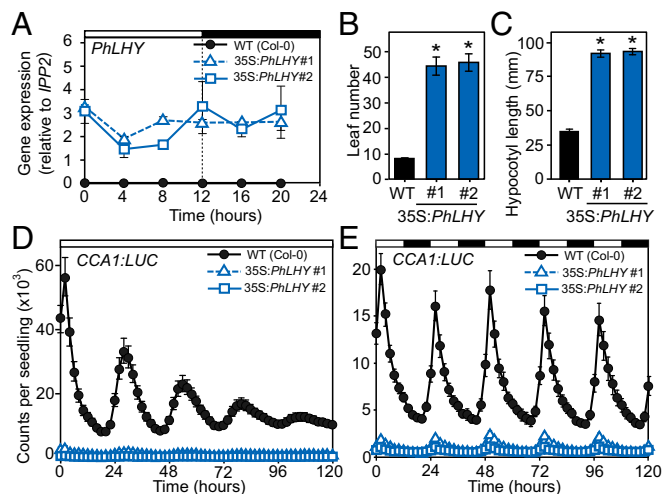 A
PhLHY
WT (Col-0)
35S:PhLHY#1
35S:PhLHY#2
Gene expression
(relative to IPP2)
6
5
4
3
2
1
0
0 4 8 12 16 20 24
Time (hours)
B
Leaf number
50
40
30
20
10
0
* *
WT #1 #2
35S:PhLHY
C
Hypocotyl length (mm)
100
75
50
25
0
* *
WT #1 #2
35S:PhLHY
D
CCA1:LUC
WT (Col-0)
35S:PhLHY #1
35S:PhLHY #2
Counts per seedling (x10³)
60
40
20
0
0 24 48 72 96 120
Time (hours)
E
CCA1:LUC
WT (Col-0)
35S:PhLHY #1
35S:PhLHY #2
25
20
15
10
5
0
0 24 48 72 96 120
Time (hours)